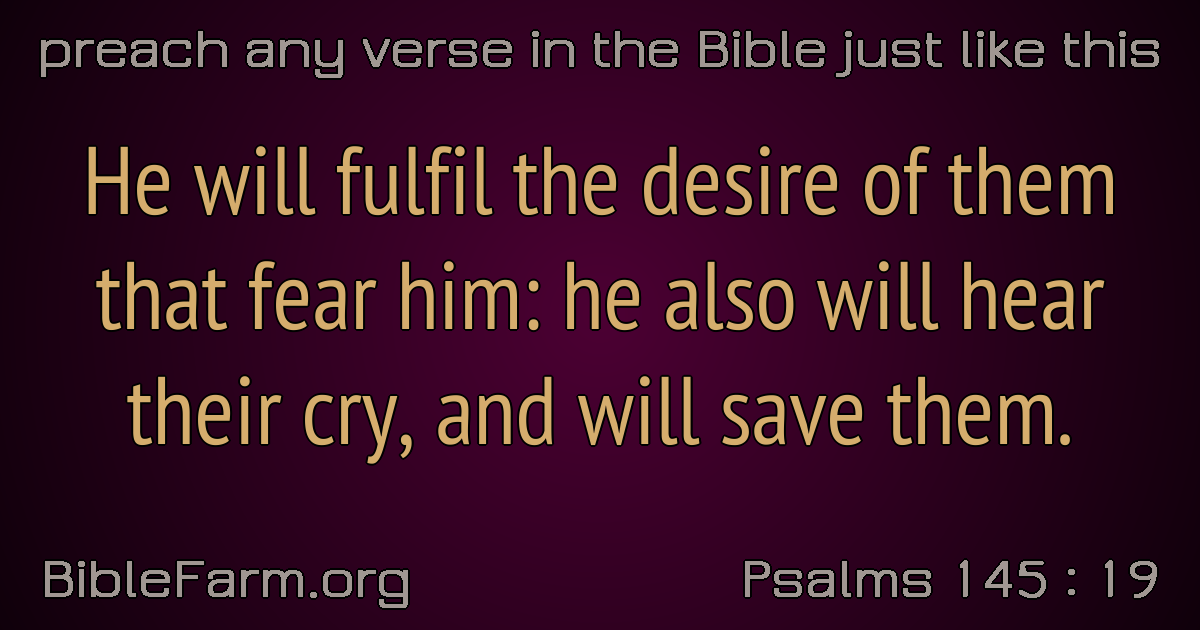 preach any verse in the Bible just like this
He will fulfil the desire of them
that fear him: he also will hear
their cry, and will save them.
BibleFarm.org
Psalms 145 : 19